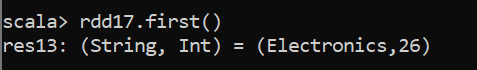 scala> rdd17.first()
res13: (String, Int) = (Electronics,26)